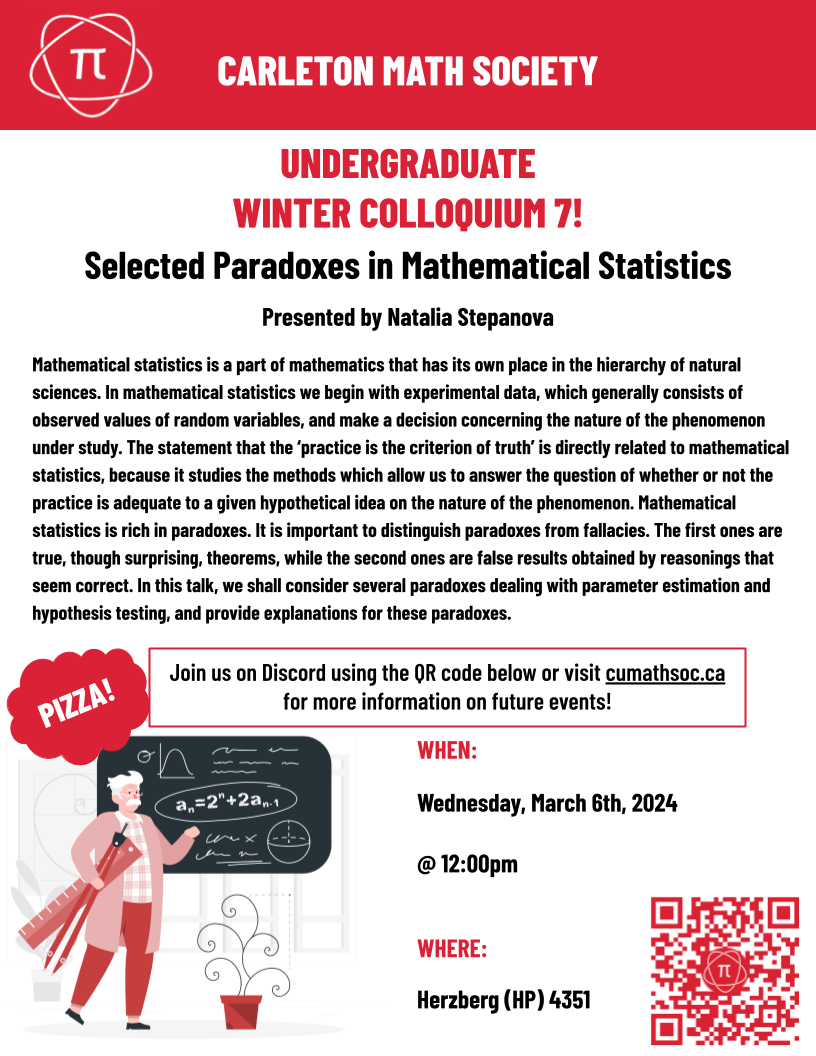 π
CARLETON MATH SOCIETY
UNDERGRADUATE
WINTER COLLOQUIUM 7!
Selected Paradoxes in Mathematical Statistics
Presented by Natalia Stepanova
Mathematical statistics is a part of mathematics that has its own place in the hierarchy of natural
sciences. In mathematical statistics we begin with experimental data, which generally consists of
observed values of random variables, and make a decision concerning the nature of the phenomenon
under study. The statement that the ‘practice is the criterion of truth’ is directly related to mathematical
statistics, because it studies the methods which allow us to answer the question of whether or not the
practice is adequate to a given hypothetical idea on the nature of the phenomenon. Mathematical
statistics is rich in paradoxes. It is important to distinguish paradoxes from fallacies. The first ones are
true, though surprising, theorems, while the second ones are false results obtained by reasonings that
seem correct. In this talk, we shall consider several paradoxes dealing with parameter estimation and
hypothesis testing, and provide explanations for these paradoxes.
PIZZA!
Join us on Discord using the QR code below or visit cumathsoc.ca
for more information on future events!
aₙ=2ⁿ+2aₙ₋₁
WHEN:
Wednesday, March 6th, 2024
@ 12:00pm
WHERE:
Herzberg (HP) 4351
π